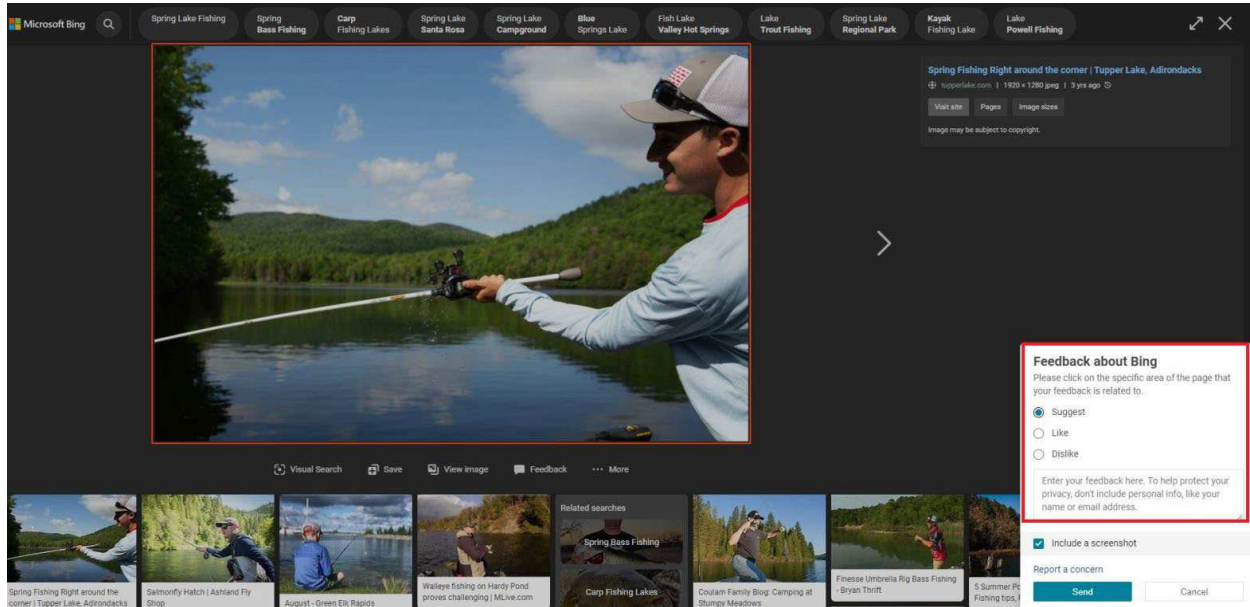 Microsoft Bing
Spring Lake Fishing
Spring
Bass Fishing
Carp
Fishing Lakes
Spring Lake
Santa Rosa
Spring Lake
Campground
Blue
Springs Lake
Fish Lake
Valley Hot Springs
Lake
Trout Fishing
Spring Lake
Regional Park
Kayak
Fishing Lake
Lake
Powell Fishing
Spring Fishing Right around the corner | Tupper Lake, Adirondacks
tupperlake.com | 1920 × 1280 jpeg | 3 yrs ago
Visit site
Pages
Image sizes
Image may be subject to copyright.
Visual Search
Save
View image
Feedback
More
Spring Fishing Right around the
corner | Tupper Lake, Adirondacks
Salmonfly Hatch | Ashland Fly
Shop
August - Green Elk Rapids
Walleye fishing on Hardy Pond
proves challenging | MLive.com
Related searches
Spring Bass Fishing
Carp Fishing Lakes
Coulam Family Blog: Camping at
Stumpy Meadows
Finesse Umbrella Rig Bass Fishing
- Bryan Thrift
5 Summer
Fishing tips,
Feedback about Bing
Please click on the specific area of the page that
your feedback is related to.
Suggest
Like
Dislike
Enter your feedback here. To help protect your
privacy, don't include personal info, like your
name or email address.
Include a screenshot
Report a concern
Send
Cancel